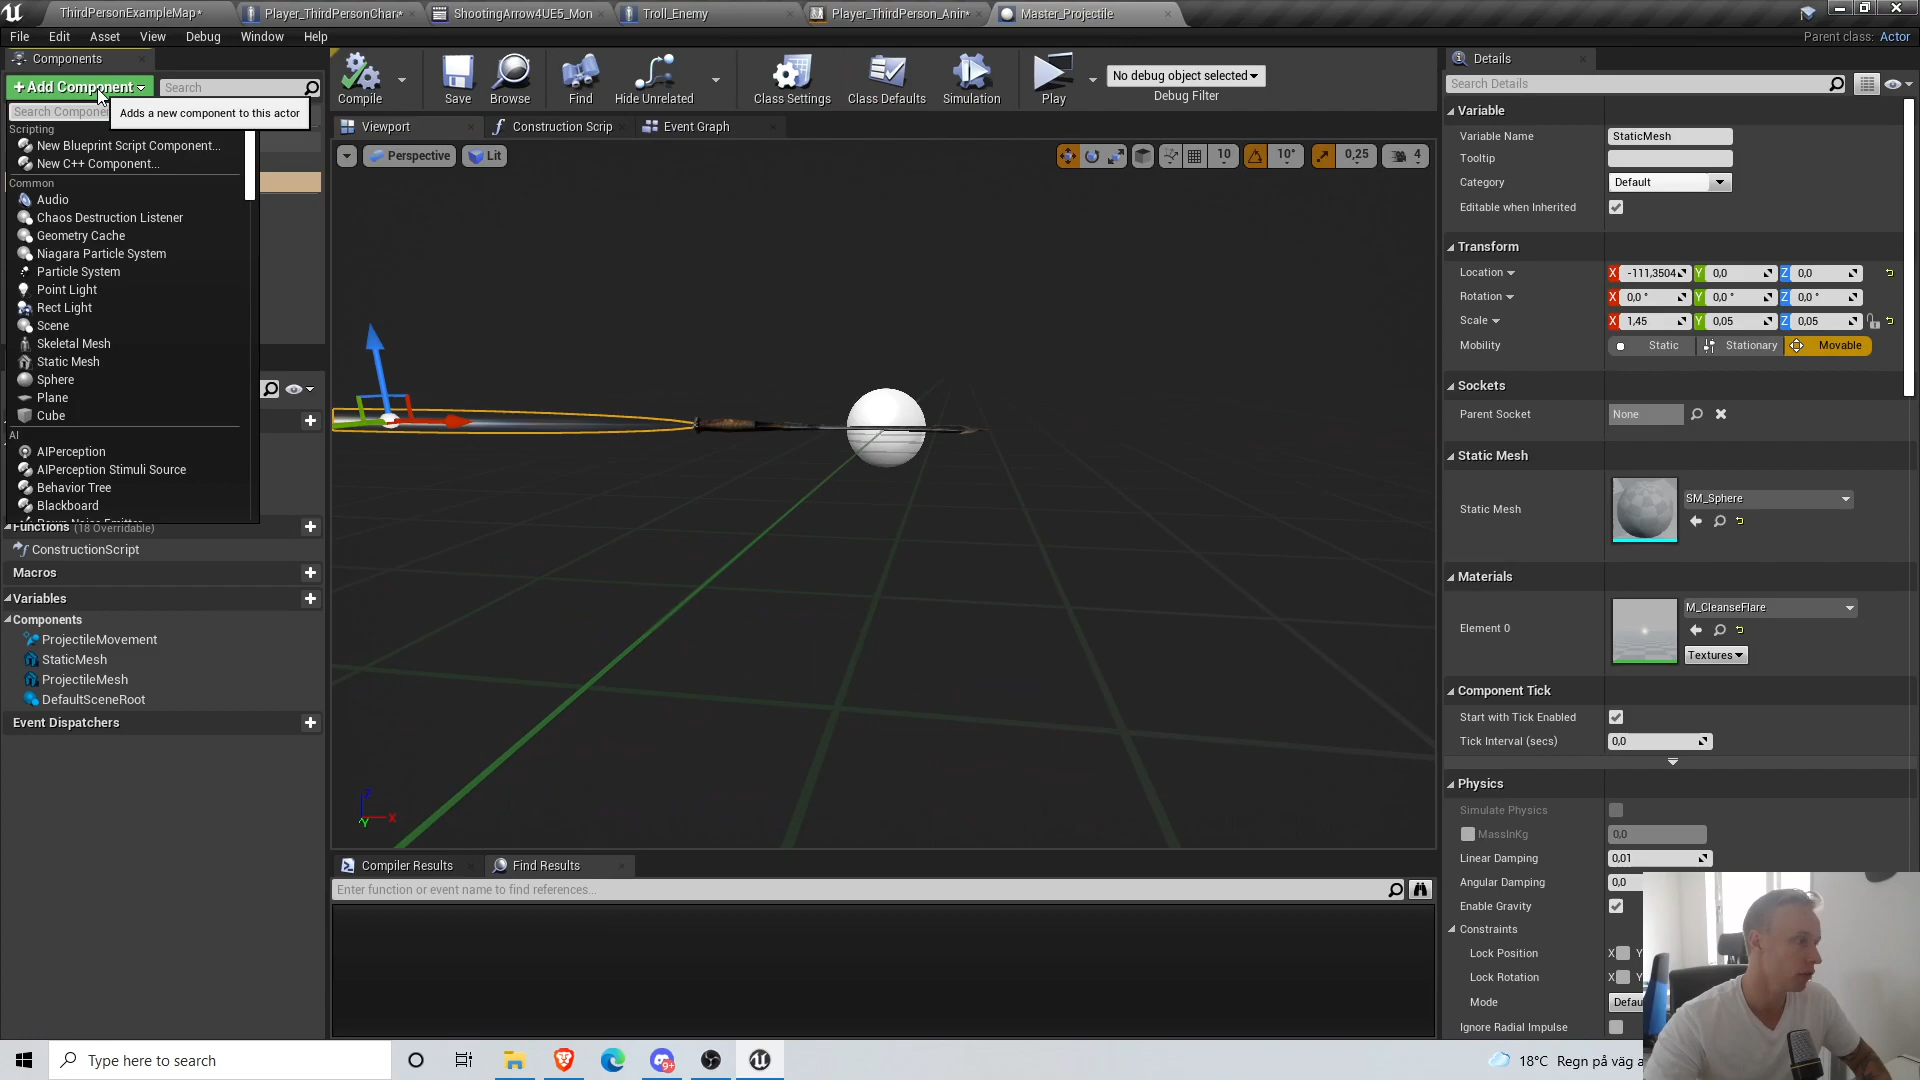 ThirdPersonExampleMap*
Player_ThirdPersonChar*
ShootingArrow4UE5_Mon
Troll_Enemy
Player_ThirdPerson_Anim*
Master_Projectile
File Edit Asset View Debug Window Help
Parent class: Actor
Components
+Add Component
Search
Search Componen
Adds a new component to this actor
Scripting
New Blueprint Script Component...
New C++ Component...
Common
Audio
Chaos Destruction Listener
Geometry Cache
Niagara Particle System
Particle System
Point Light
Rect Light
Scene
Skeletal Mesh
Static Mesh
Sphere
Plane
Cube
AI
AIPerception
AIPerception Stimuli Source
Behavior Tree
Blackboard
Functions (18 Overridable)
ConstructionScript
Macros
Variables
Components
ProjectileMovement
StaticMesh
ProjectileMesh
DefaultSceneRoot
Event Dispatchers
Compile
Save
Browse
Find
Hide Unrelated
Class Settings
Class Defaults
Simulation
Play
No debug object selected
Debug Filter
Viewport
Construction Scrip
Event Graph
Perspective
Lit
10
10°
0,25
4
Z
X
Y
Compiler Results
Find Results
Enter function or event name to find references...
Details
Search Details
Variable
Variable Name StaticMesh
Tooltip
Category Default
Editable when Inherited
Transform
Location X -111,3504 Y 0,0 Z 0,0
Rotation X 0,0 ° Y 0,0 ° Z 0,0 °
Scale X 1,45 Y 0,05 Z 0,05
Mobility Static Stationary Movable
Sockets
Parent Socket None
Static Mesh
Static Mesh SM_Sphere
Materials
Element 0 M_CleanseFlare
Textures
Component Tick
Start with Tick Enabled
Tick Interval (secs) 0,0
Physics
Simulate Physics
MassInKg 0,0
Linear Damping 0,01
Angular Damping 0,0
Enable Gravity
Constraints
Lock Position X Y
Lock Rotation X Y
Mode Defau
Ignore Radial Impulse
Type here to search
9+
18°C Regn på väg a